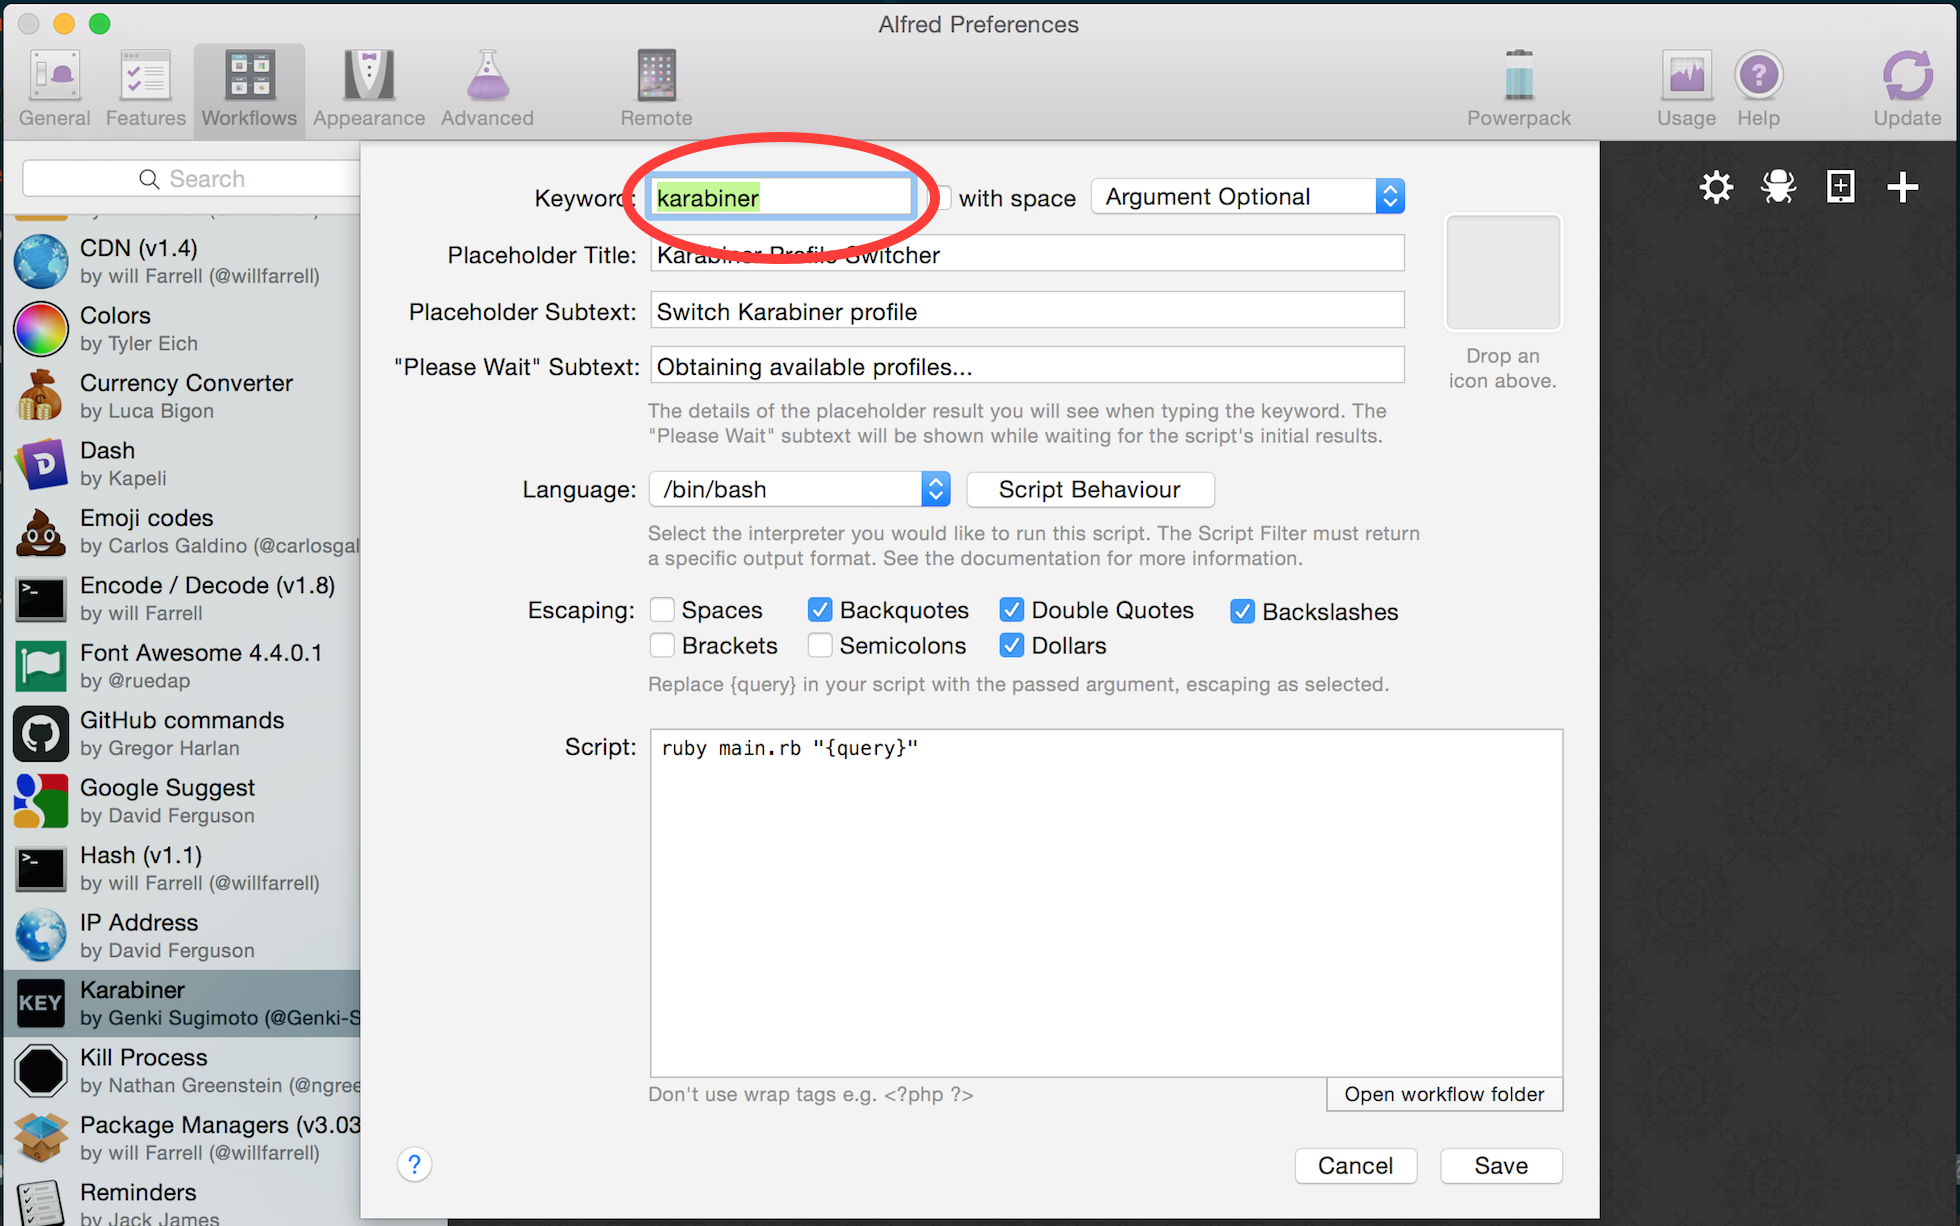 Alfred Preferences
General Features Workflows Appearance Advanced Remote Powerpack Usage Help Update
Search
CDN (v1.4)
by will Farrell (@willfarrell)
Colors
by Tyler Eich
Currency Converter
by Luca Bigon
Dash
by Kapeli
Emoji codes
by Carlos Galdino (@carlosgal
Encode / Decode (v1.8)
by will Farrell
Font Awesome 4.4.0.1
by @ruedap
GitHub commands
by Gregor Harlan
Google Suggest
by David Ferguson
Hash (v1.1)
by will Farrell (@willfarrell)
IP Address
by David Ferguson
KEY
Karabiner
by Genki Sugimoto (@Genki-S
Kill Process
by Nathan Greenstein (@ngree
Package Managers (v3.03
by will Farrell (@willfarrell)
Reminders
by Jack James
Keyword: karabiner with space Argument Optional
Placeholder Title: Karabiner Profile Switcher
Placeholder Subtext: Switch Karabiner profile
"Please Wait" Subtext: Obtaining available profiles...
Drop an
icon above.
The details of the placeholder result you will see when typing the keyword. The
"Please Wait" subtext will be shown while waiting for the script's initial results.
Language: /bin/bash Script Behaviour
Select the interpreter you would like to run this script. The Script Filter must return
a specific output format. See the documentation for more information.
Escaping: Spaces Backquotes Double Quotes Backslashes
Brackets Semicolons Dollars
Replace {query} in your script with the passed argument, escaping as selected.
Script: ruby main.rb "{query}"
Don't use wrap tags e.g. <?php ?>
Open workflow folder
? Cancel Save